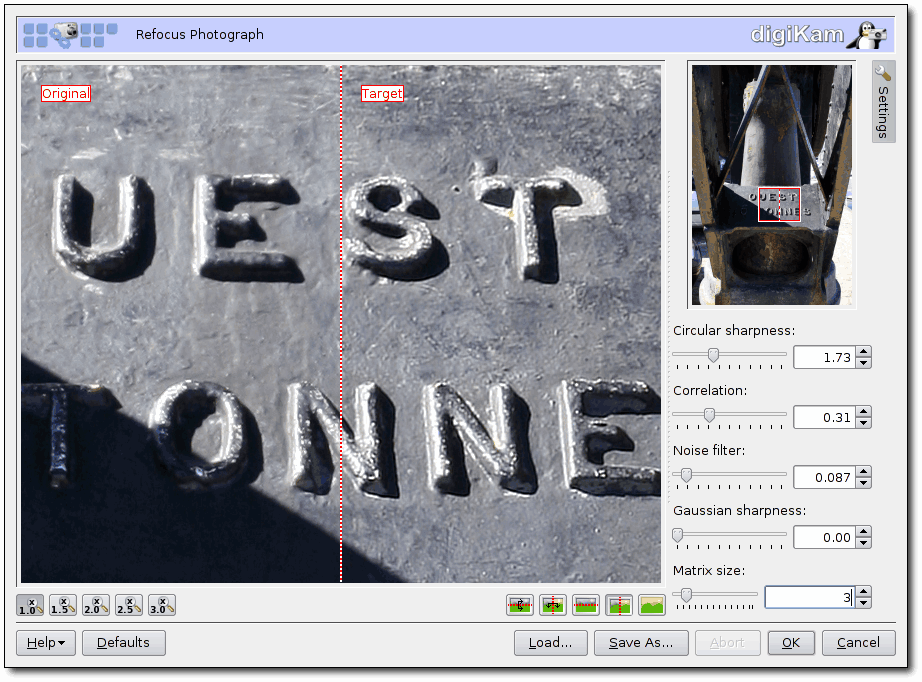 Refocus Photograph
digiKam
Original
Target
UEST
TONNE
Settings
OUEST
TONNES
Circular sharpness:
1.73
Correlation:
0.31
Noise filter:
0.087
Gaussian sharpness:
0.00
Matrix size:
3
x 1.0 x 1.5 x 2.0 x 2.5 x 3.0
Help Defaults Load... Save As... Abort OK Cancel